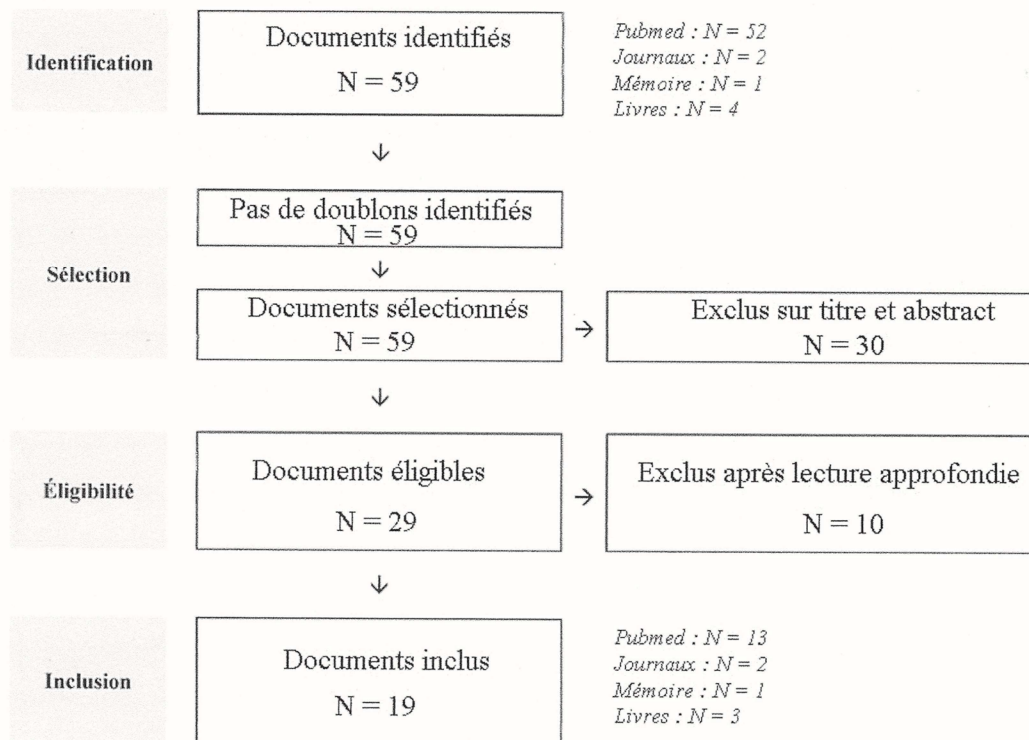 Identification
Documents identifiés
N = 59
Pubmed : N = 52
Journaux : N = 2
Mémoire : N = 1
Livres : N = 4
↓
Sélection
Pas de doublons identifiés
N = 59
↓
Documents sélectionnés
N = 59
→
Exclus sur titre et abstract
N = 30
↓
Éligibilité
Documents éligibles
N = 29
→
Exclus après lecture approfondie
N = 10
↓
Inclusion
Documents inclus
N = 19
Pubmed : N = 13
Journaux : N = 2
Mémoire : N = 1
Livres : N = 3